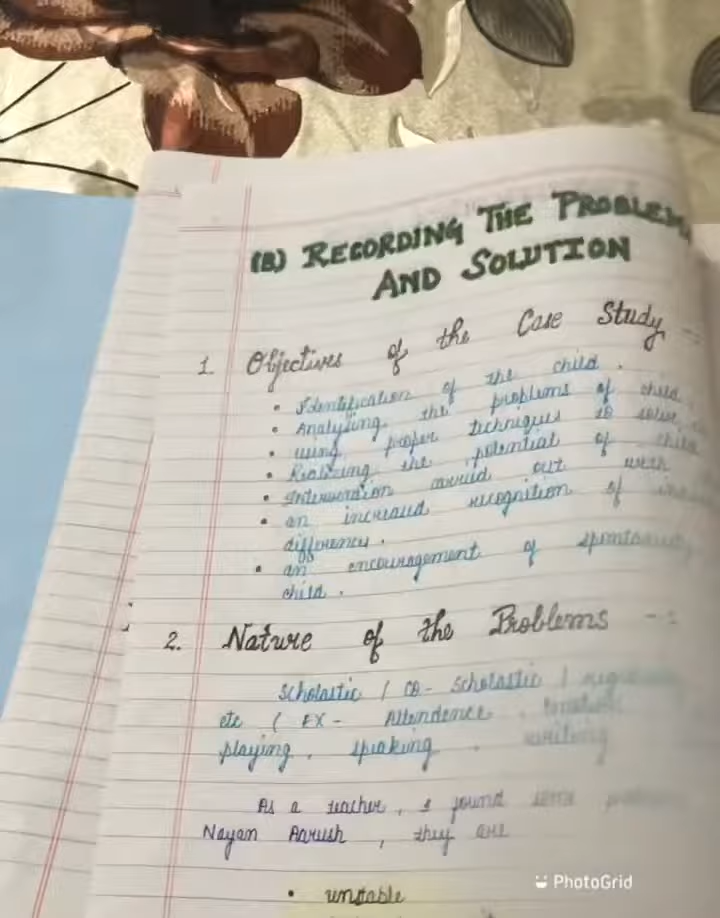 (B) RECORDING THE PROBLEM
AND SOLUTION
1. Objectives of the Case Study
• Identification of the child.
• Analyzing the problems of child
• using proper techniques to solve
• Realizing the potential of child
• Intervention carried out with
• an increased recognition of
difference.
• an encouragement of
child.
2. Nature of the Problems
Scholastic / CO- Scholastic /
etc ( EX- Attendence,
playing, speaking, writing
As a teacher, I found some
Nayan Aarush, they are
• unstable
PhotoGrid